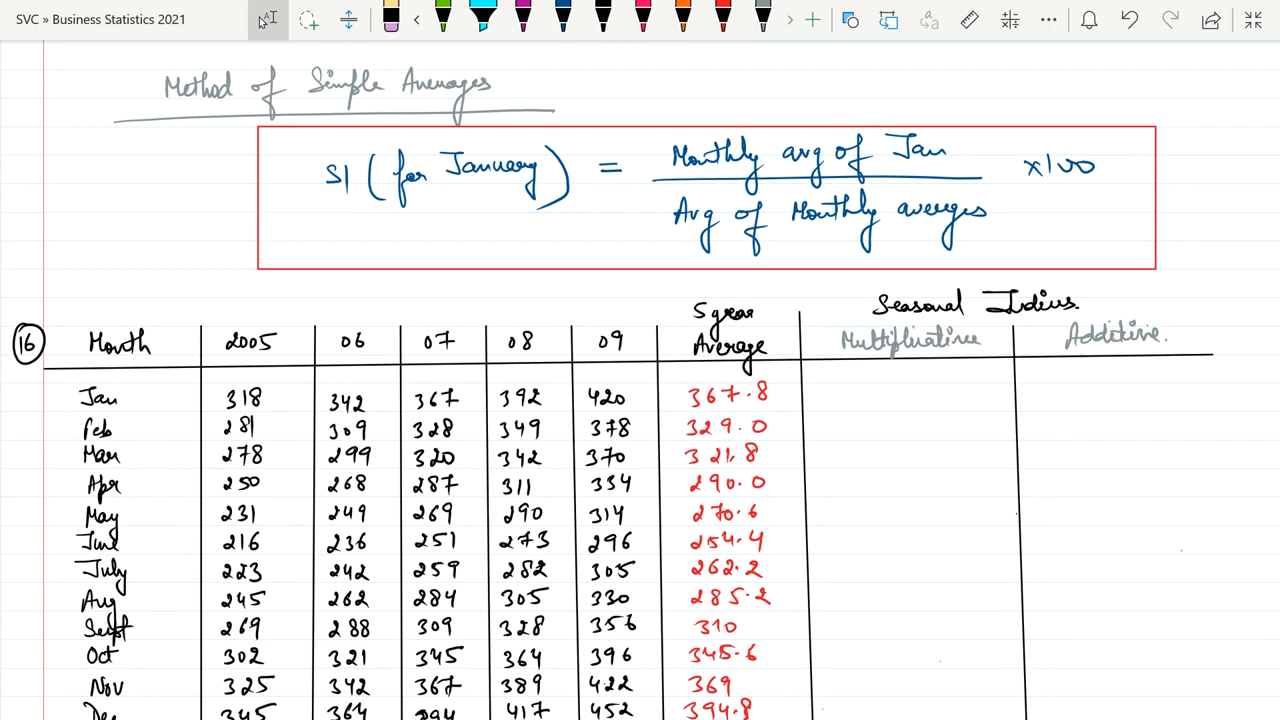 SVC » Business Statistics 2021
Method of Simple Averages
SI (for January) = Monthly avg of Jan / Avg of Monthly averges ×100
Seasonal Indices.
16 Month 2005 06 07 08 09 5 year Average Multiplicative Additive.
Jan 318 342 367 392 420 367.8
Feb 281 309 328 349 378 329.0
Mar 278 299 320 342 370 321.8
Apr 250 268 287 311 334 290.0
May 231 249 269 290 314 270.6
June 216 236 251 273 296 254.4
July 223 242 259 282 305 262.2
Aug 245 262 284 305 330 285.2
Sept 269 288 309 328 356 310
Oct 302 321 345 364 396 345.6
Nov 325 342 367 389 422 369
Dec 345 364 394 417 452 394.8